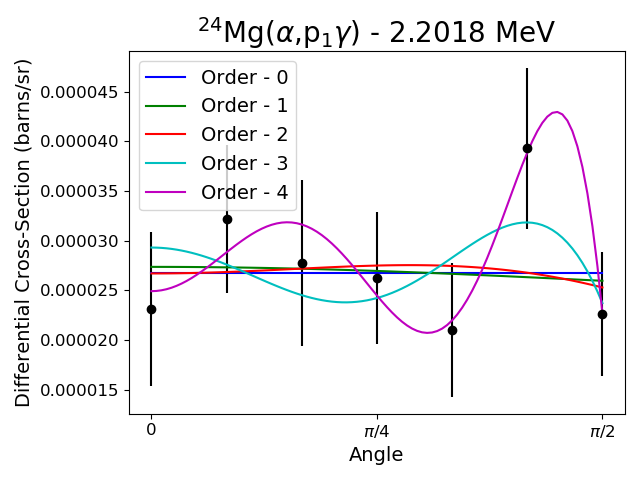 ²⁴Mg(α,p₁γ) - 2.2018 MeV
Differential Cross-Section (barns/sr)
0.000045
0.000040
0.000035
0.000030
0.000025
0.000020
0.000015
Order - 0
Order - 1
Order - 2
Order - 3
Order - 4
0
π/4
π/2
Angle